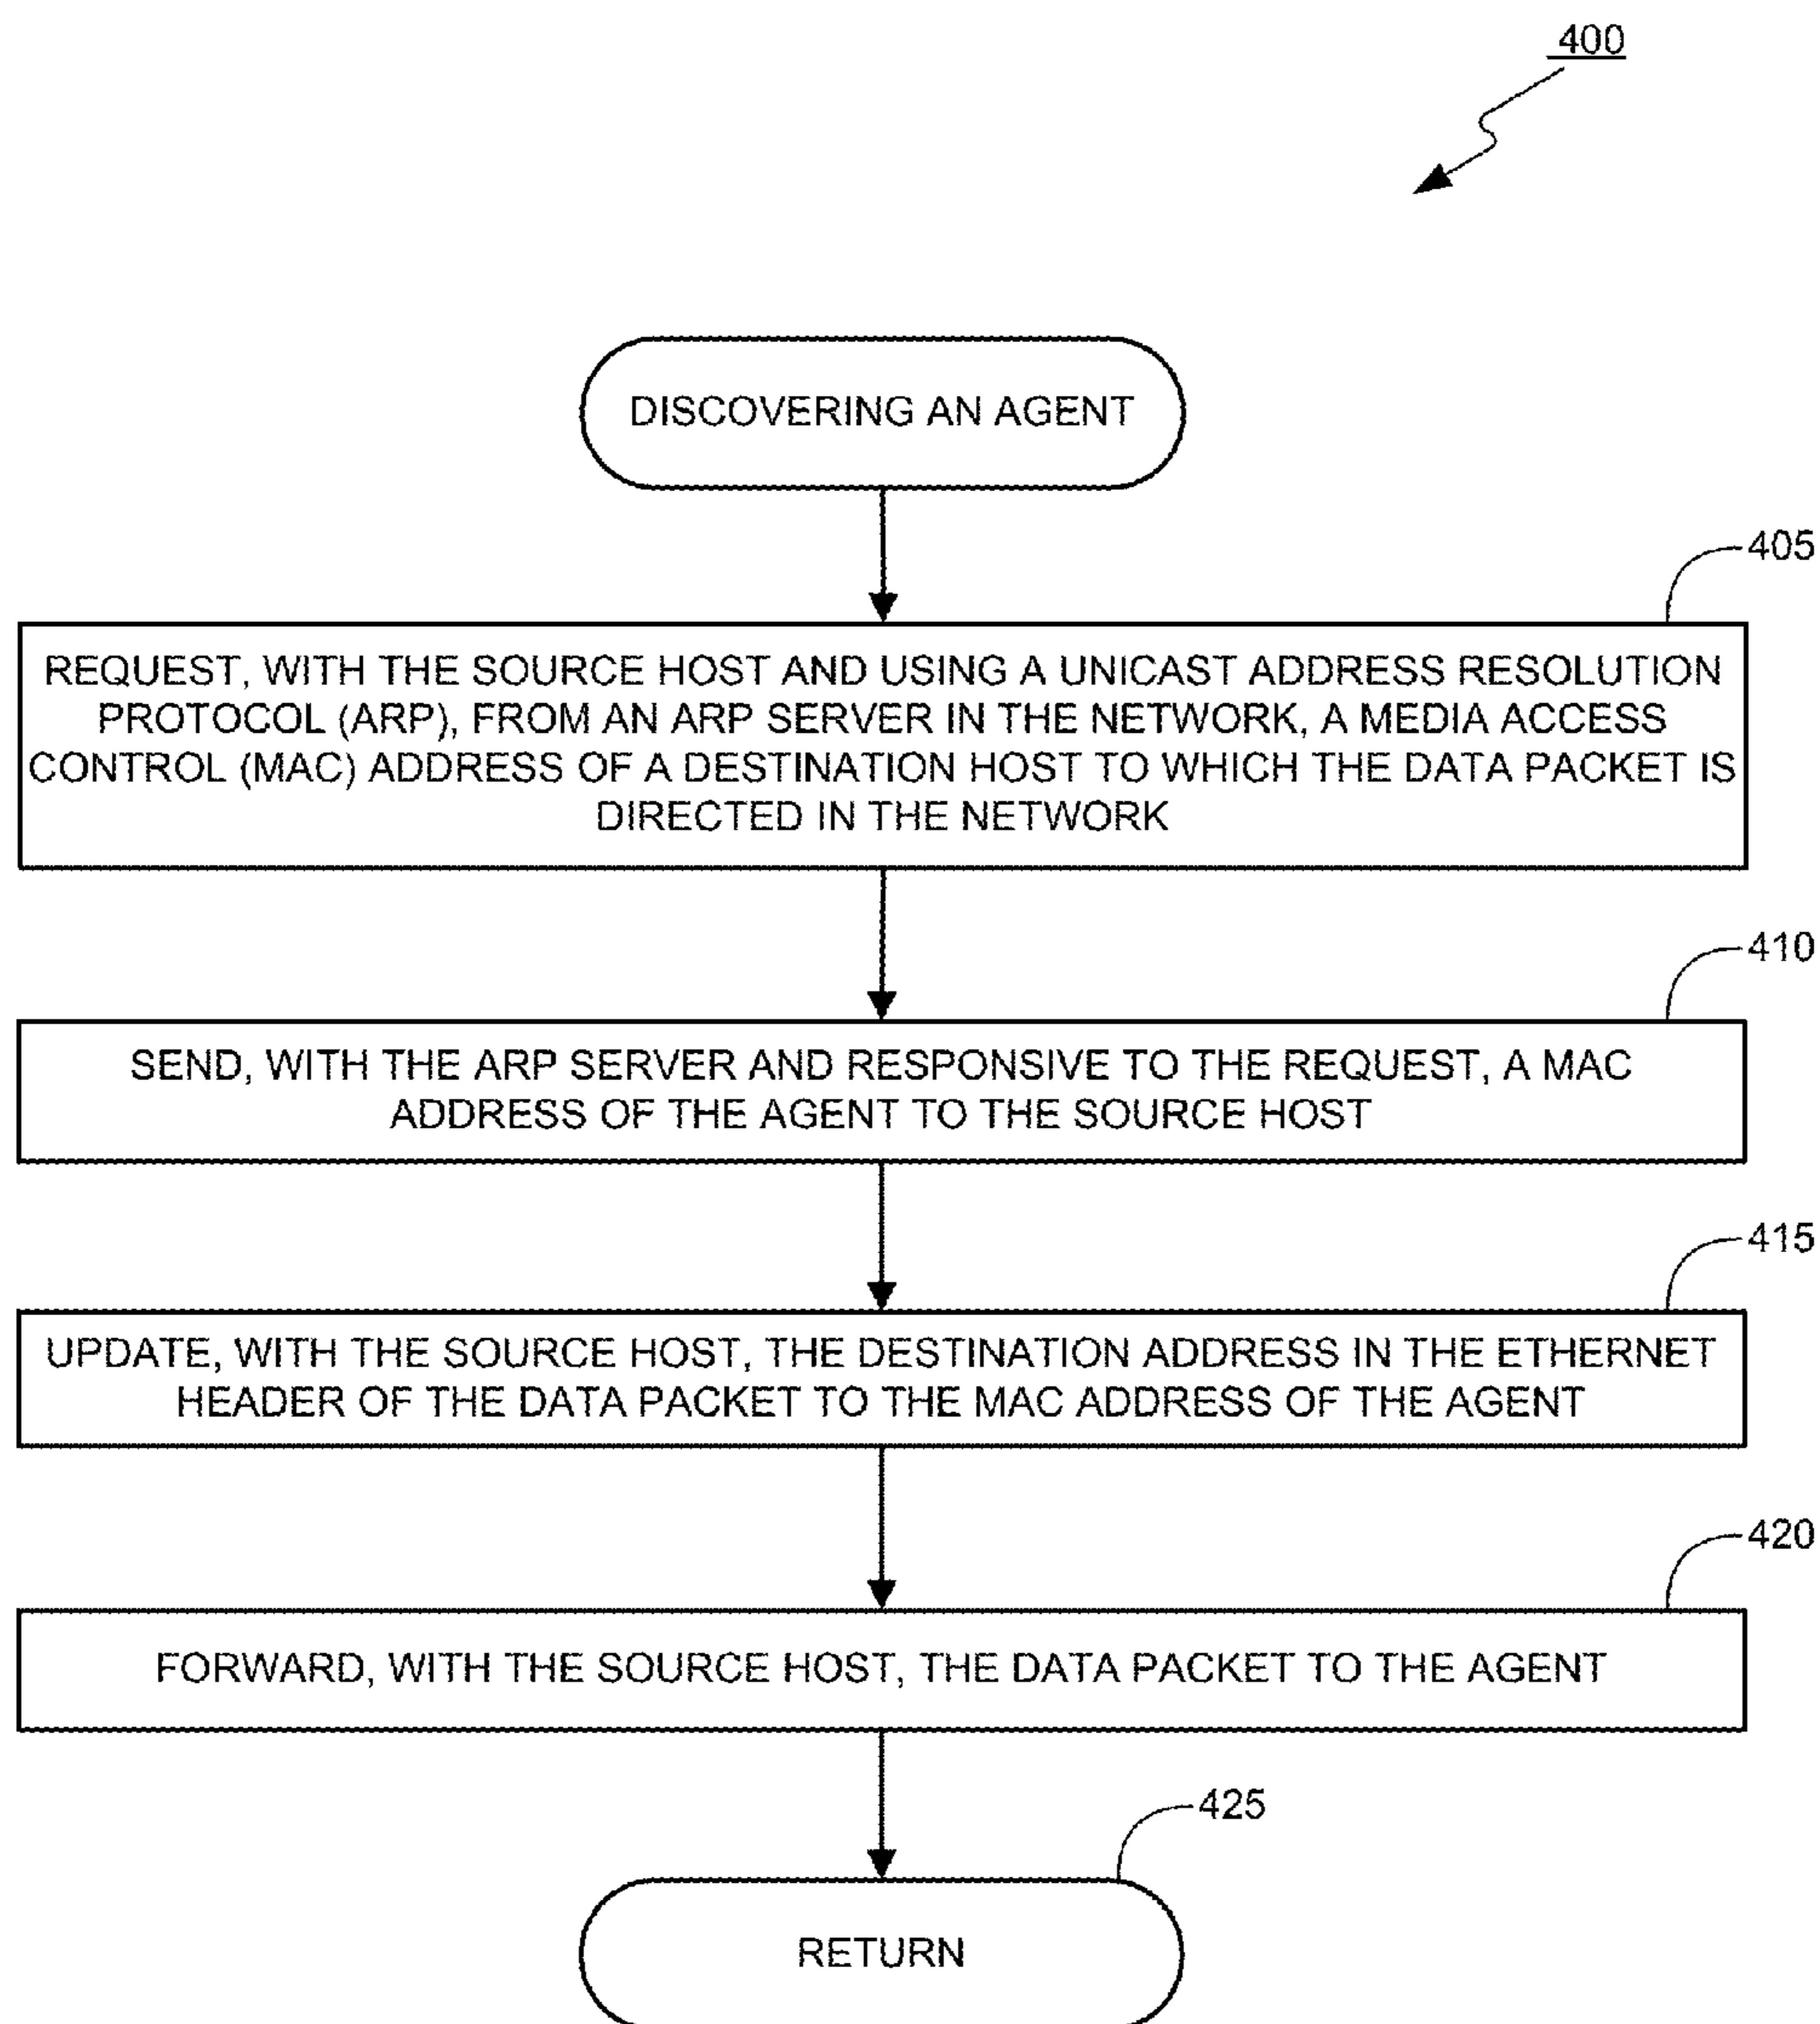 400
DISCOVERING AN AGENT
405
REQUEST, WITH THE SOURCE HOST AND USING A UNICAST ADDRESS RESOLUTION
PROTOCOL (ARP), FROM AN ARP SERVER IN THE NETWORK, A MEDIA ACCESS
CONTROL (MAC) ADDRESS OF A DESTINATION HOST TO WHICH THE DATA PACKET IS
DIRECTED IN THE NETWORK
410
SEND, WITH THE ARP SERVER AND RESPONSIVE TO THE REQUEST, A MAC
ADDRESS OF THE AGENT TO THE SOURCE HOST
415
UPDATE, WITH THE SOURCE HOST, THE DESTINATION ADDRESS IN THE ETHERNET
HEADER OF THE DATA PACKET TO THE MAC ADDRESS OF THE AGENT
420
FORWARD, WITH THE SOURCE HOST, THE DATA PACKET TO THE AGENT
425
RETURN